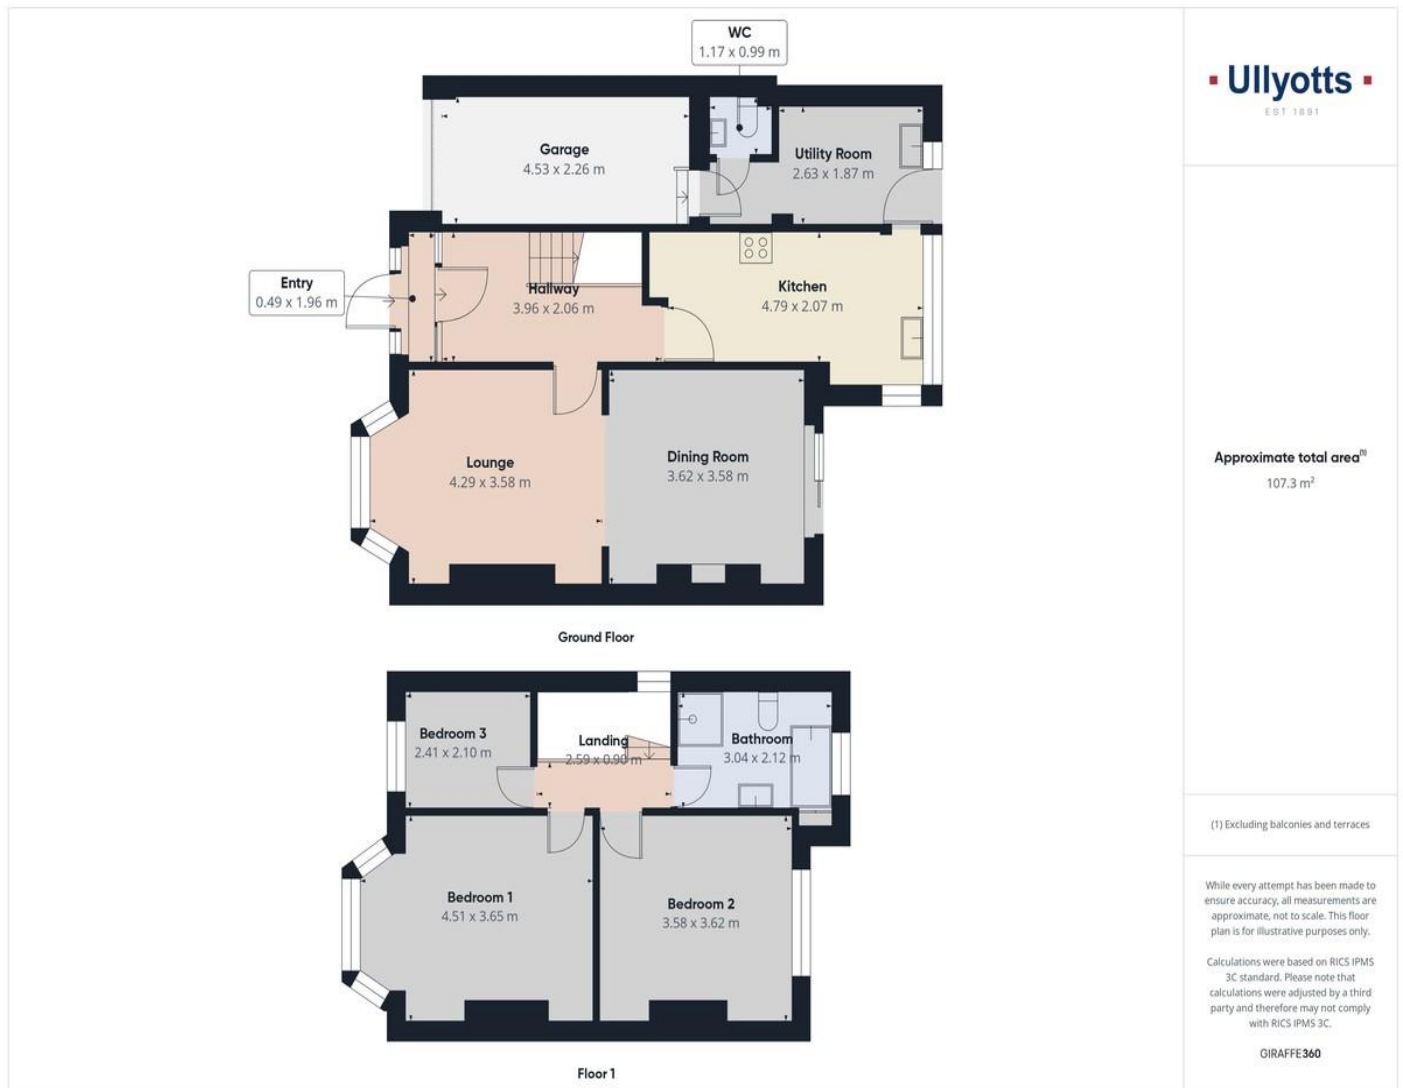 WC
1.17 x 0.99 m
Garage
4.53 x 2.26 m
Utility Room
2.63 x 1.87 m
Entry
0.49 x 1.96 m
Hallway
3.96 x 2.06 m
Kitchen
4.79 x 2.07 m
Lounge
4.29 x 3.58 m
Dining Room
3.62 x 3.58 m
Ground Floor
Bedroom 3
2.41 x 2.10 m
Landing
2.59 x 0.90 m
Bathroom
3.04 x 2.12 m
Bedroom 1
4.51 x 3.65 m
Bedroom 2
3.58 x 3.62 m
Floor 1
Ullyotts
EST 1891
Approximate total area(1)
107.3 m²
(1) Excluding balconies and terraces
While every attempt has been made to
ensure accuracy, all measurements are
approximate, not to scale. This floor
plan is for illustrative purposes only.
Calculations were based on RICS IPMS
3C standard. Please note that
calculations were adjusted by a third
party and therefore may not comply
with RICS IPMS 3C.
GIRAFFE360